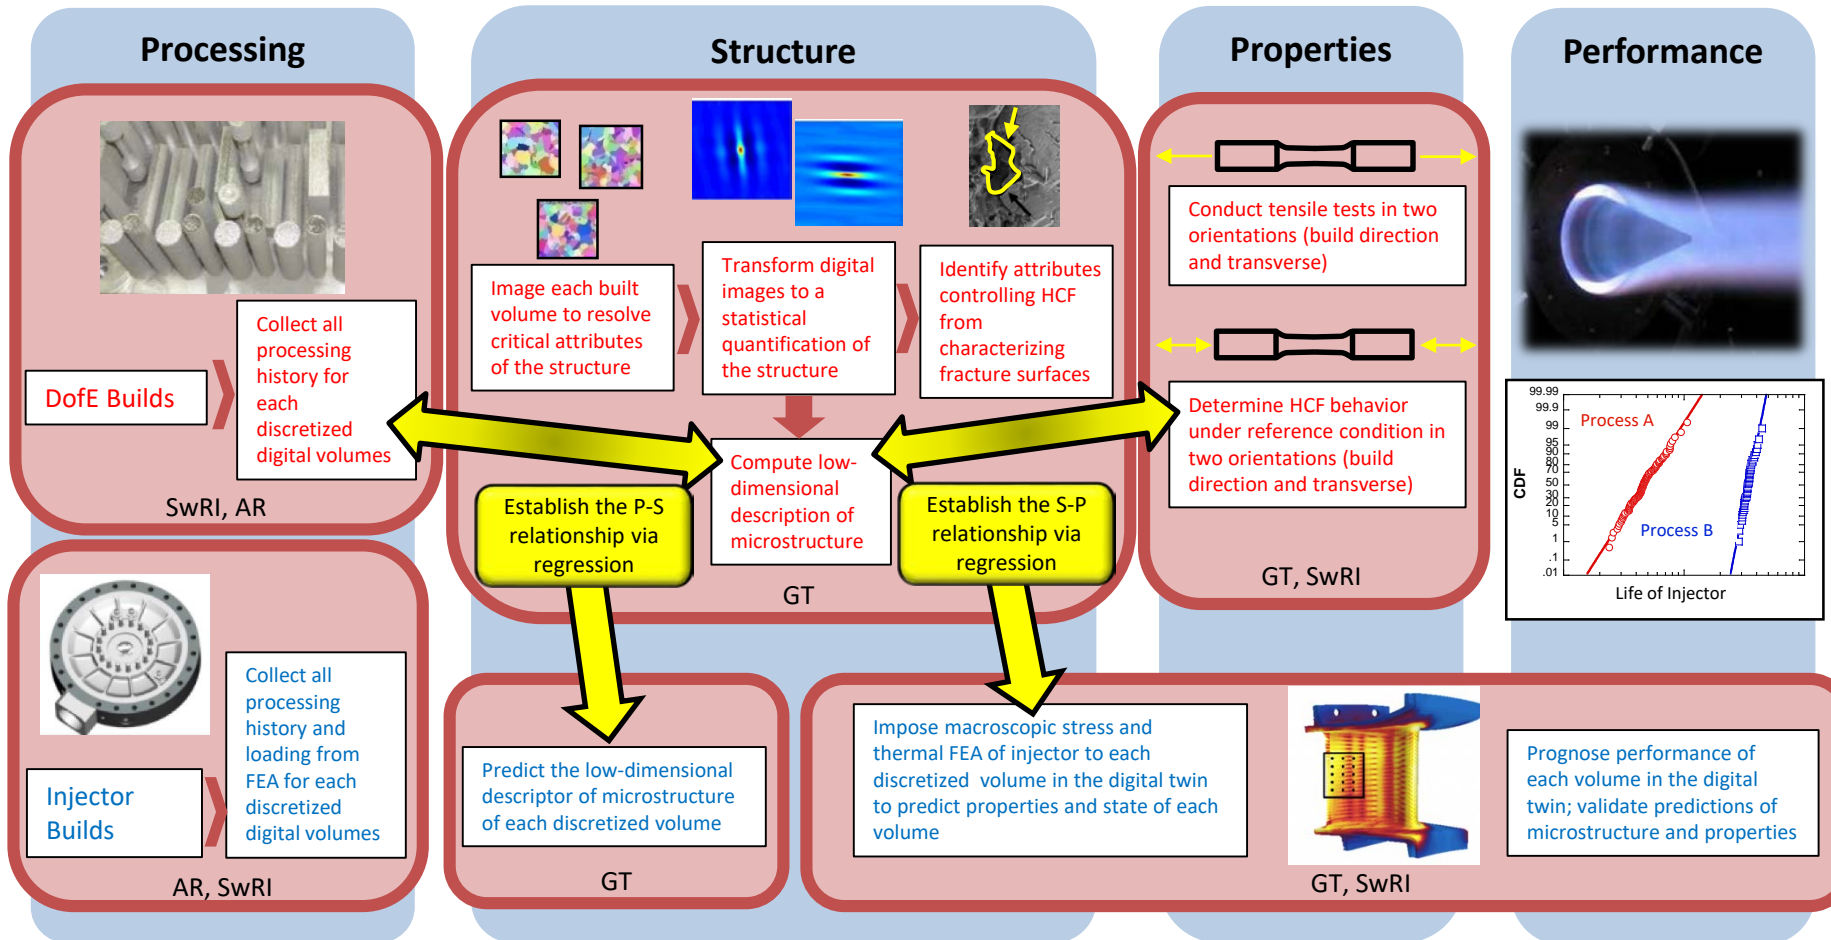 Processing
Structure
Properties
Performance
DofE Builds
Collect all
processing
history for
each
discretized
digital volumes
SwRI, AR
Image each built
volume to resolve
critical attributes
of the structure
Transform digital
images to a
statistical
quantification of
the structure
Identify attributes
controlling HCF
from
characterizing
fracture surfaces
Compute low-
dimensional
description of
microstructure
Establish the P-S
relationship via
regression
Establish the S-P
relationship via
regression
GT
Conduct tensile tests in two
orientations (build direction
and transverse)
Determine HCF behavior
under reference condition in
two orientations (build
direction and transverse)
GT, SwRI
99.99
99.9
99
95
90
80
70
50
30
20
10
5
1
.1
.01
CDF
Process A
Process B
Life of Injector
Injector
Builds
Collect all
processing
history and
loading from
FEA for each
discretized
digital volumes
AR, SwRI
Predict the low-dimensional
descriptor of microstructure
of each discretized volume
GT
Impose macroscopic stress and
thermal FEA of injector to each
discretized volume in the digital twin
to predict properties and state of each
volume
Prognose performance of
each volume in the digital
twin; validate predictions of
microstructure and properties
GT, SwRI